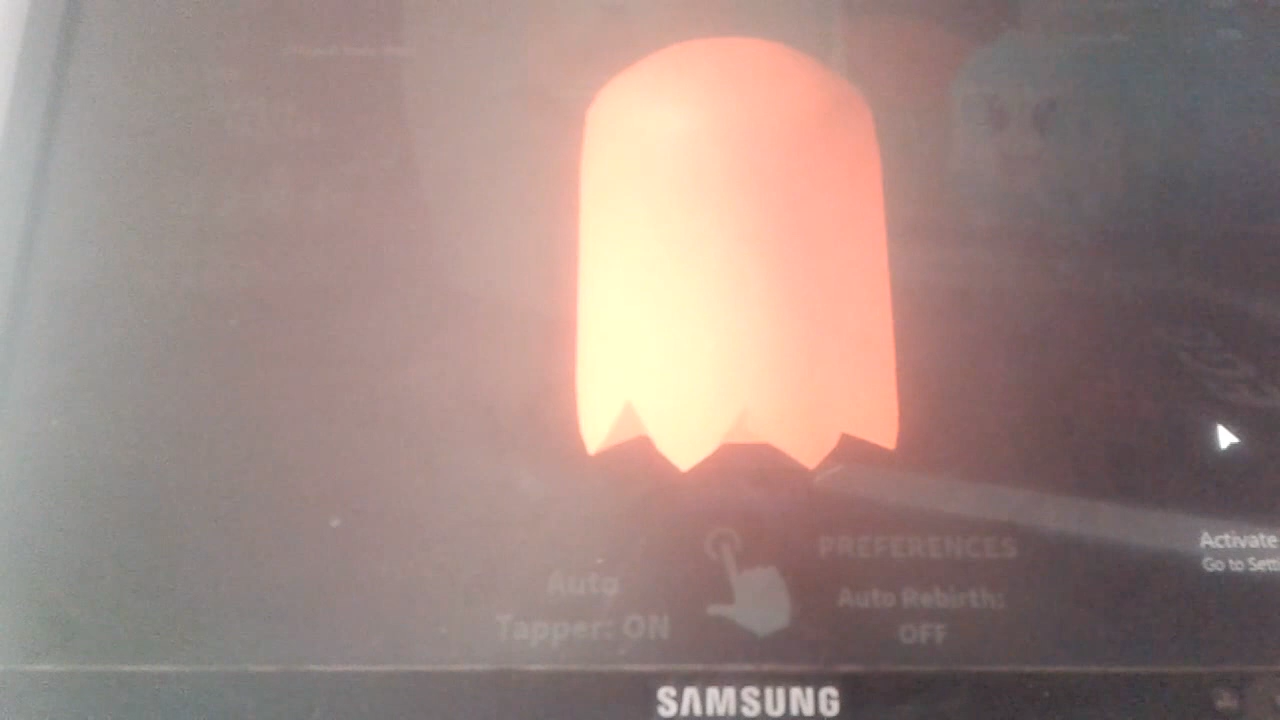 PREFERENCES
Auto
Tapper: ON
Auto Rebirth:
OFF
Activate
Go to Setti
SAMSUNG